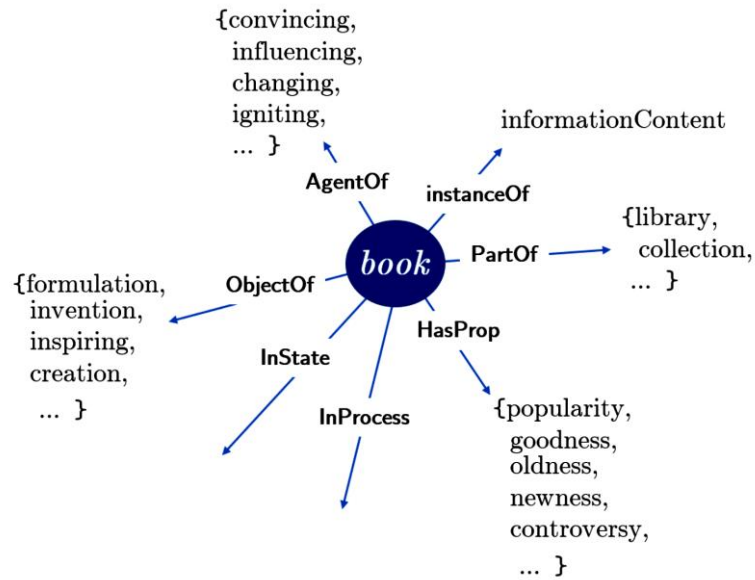 {convincing,
influencing,
changing,
igniting,
... }
informationContent
AgentOf
instanceOf
{library,
collection,
... }
book
PartOf
ObjectOf
{formulation,
invention,
inspiring,
creation,
... }
HasProp
InState
InProcess
{popularity,
goodness,
oldness,
newness,
controversy,
... }